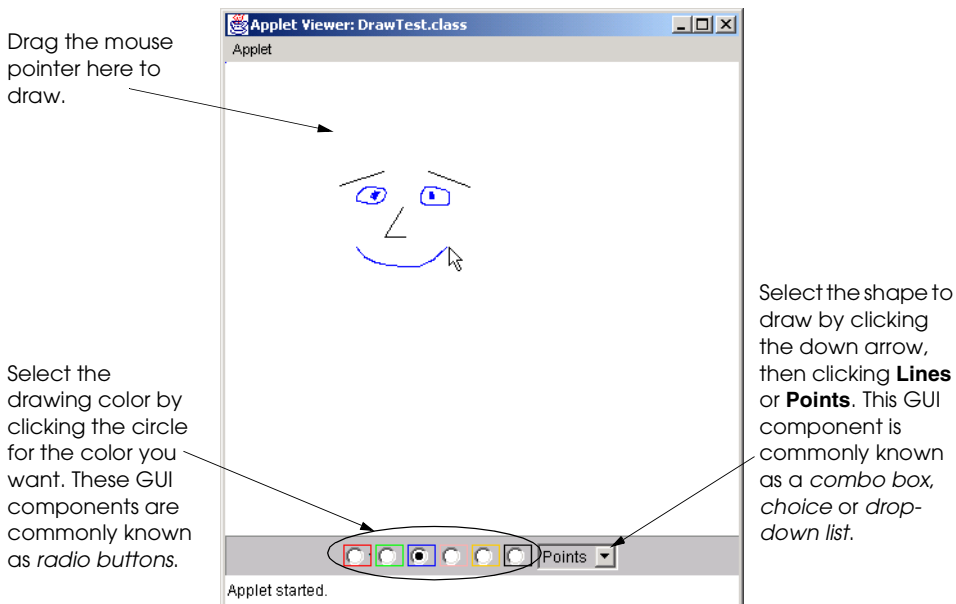 Applet Viewer: DrawTest.class
Applet
Drag the mouse
pointer here to
draw.
Select the shape to
draw by clicking
the down arrow,
then clicking Lines
or Points. This GUI
component is
commonly known
as a combo box,
choice or drop-
down list.
Select the
drawing color by
clicking the circle
for the color you
want. These GUI
components are
commonly known
as radio buttons.
Points
Applet started.